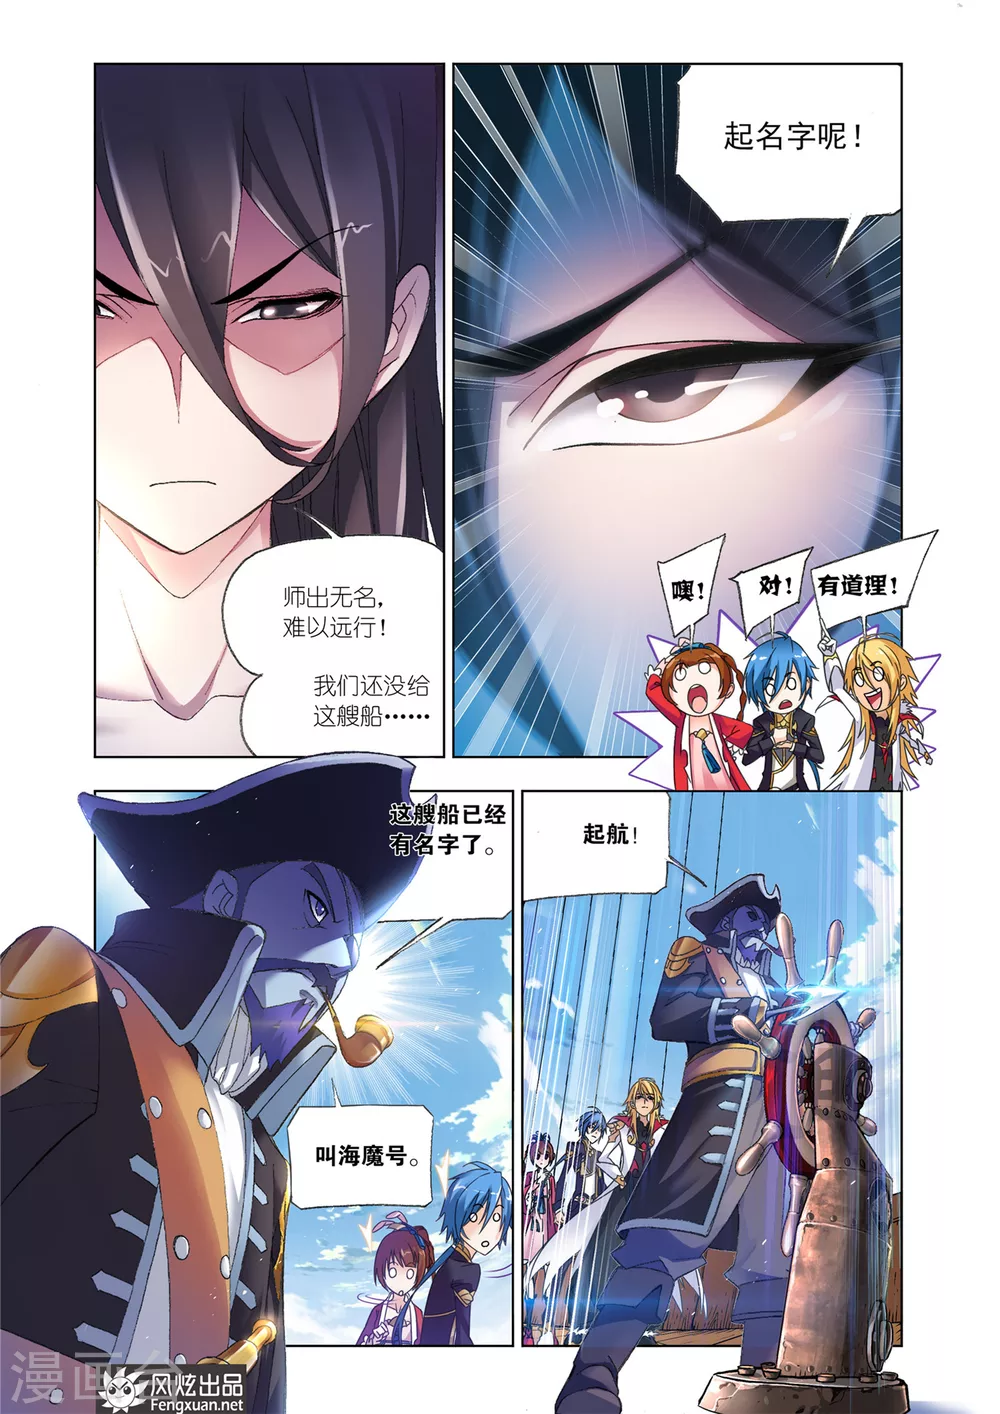 师出无名，
难以远行！
我们还没给
这艘船……
起名字呢！
噢！
对！
有道理！
这艘船已经
有名字了。
叫海魔号。
起航！
漫画台
风炫出品
Fengxuan.net